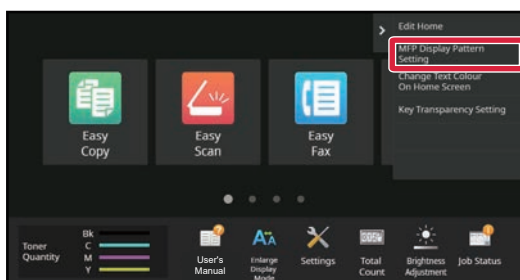 Edit Home
MFP Display Pattern
Setting
Change Text Colour
On Home Screen
Key Transparency Setting
Easy
Copy
Easy
Scan
Easy
Fax
Toner
Quantity
Bk
C
M
Y
User's
Manual
Enlarge
Display
Mode
Settings
Total
Count
Brightness
Adjustment
Job Status